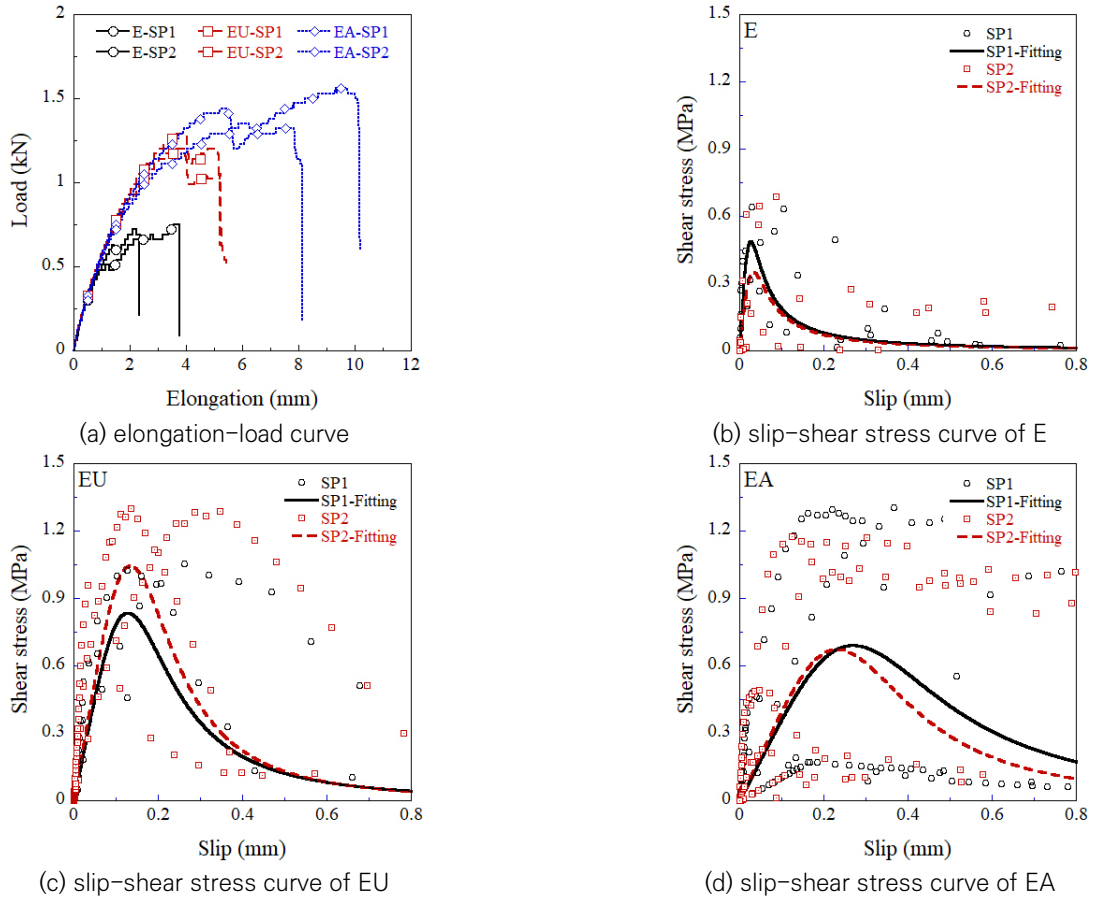 2
1.5
1
0.5
0
Load (kN)
E-SP1 EU-SP1 EA-SP1
E-SP2 EU-SP2 EA-SP2
0 2 4 6 8 10 12
Elongation (mm)
(a) elongation-load curve
1.5
1.2
0.9
0.6
0.3
0
Shear stress (MPa)
E
SP1
SP1-Fitting
SP2
SP2-Fitting
0 0.2 0.4 0.6 0.8
Slip (mm)
(b) slip-shear stress curve of E
1.5
1.2
0.9
0.6
0.3
0
Shear stress (MPa)
EU
SP1
SP1-Fitting
SP2
SP2-Fitting
0 0.2 0.4 0.6 0.8
Slip (mm)
(c) slip-shear stress curve of EU
1.5
1.2
0.9
0.6
0.3
0
Shear stress (MPa)
EA
SP1
SP1-Fitting
SP2
SP2-Fitting
0 0.2 0.4 0.6 0.8
Slip (mm)
(d) slip-shear stress curve of EA